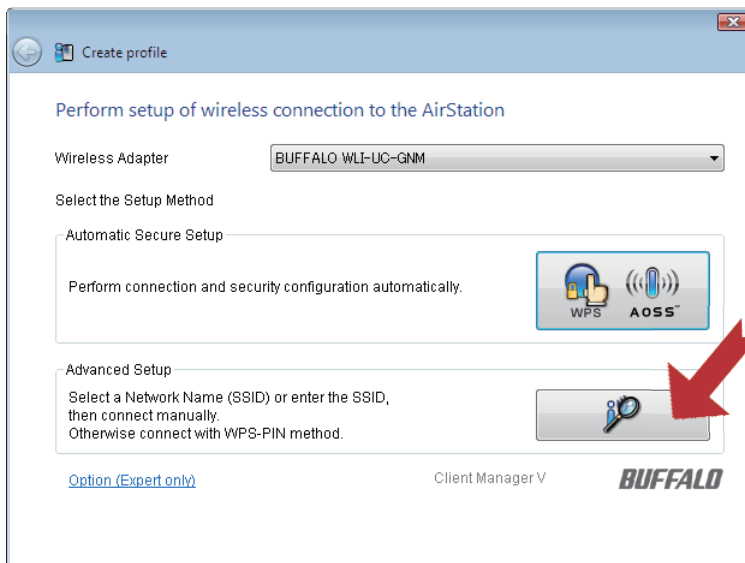 Create profile
Perform setup of wireless connection to the AirStation
Wireless Adapter
BUFFALO WLI-UC-GNM
Select the Setup Method
Automatic Secure Setup
Perform connection and security configuration automatically.
WPS
AOSS™
Advanced Setup
Select a Network Name (SSID) or enter the SSID,
then connect manually.
Otherwise connect with WPS-PIN method.
Option (Expert only)
Client Manager V
BUFFALO